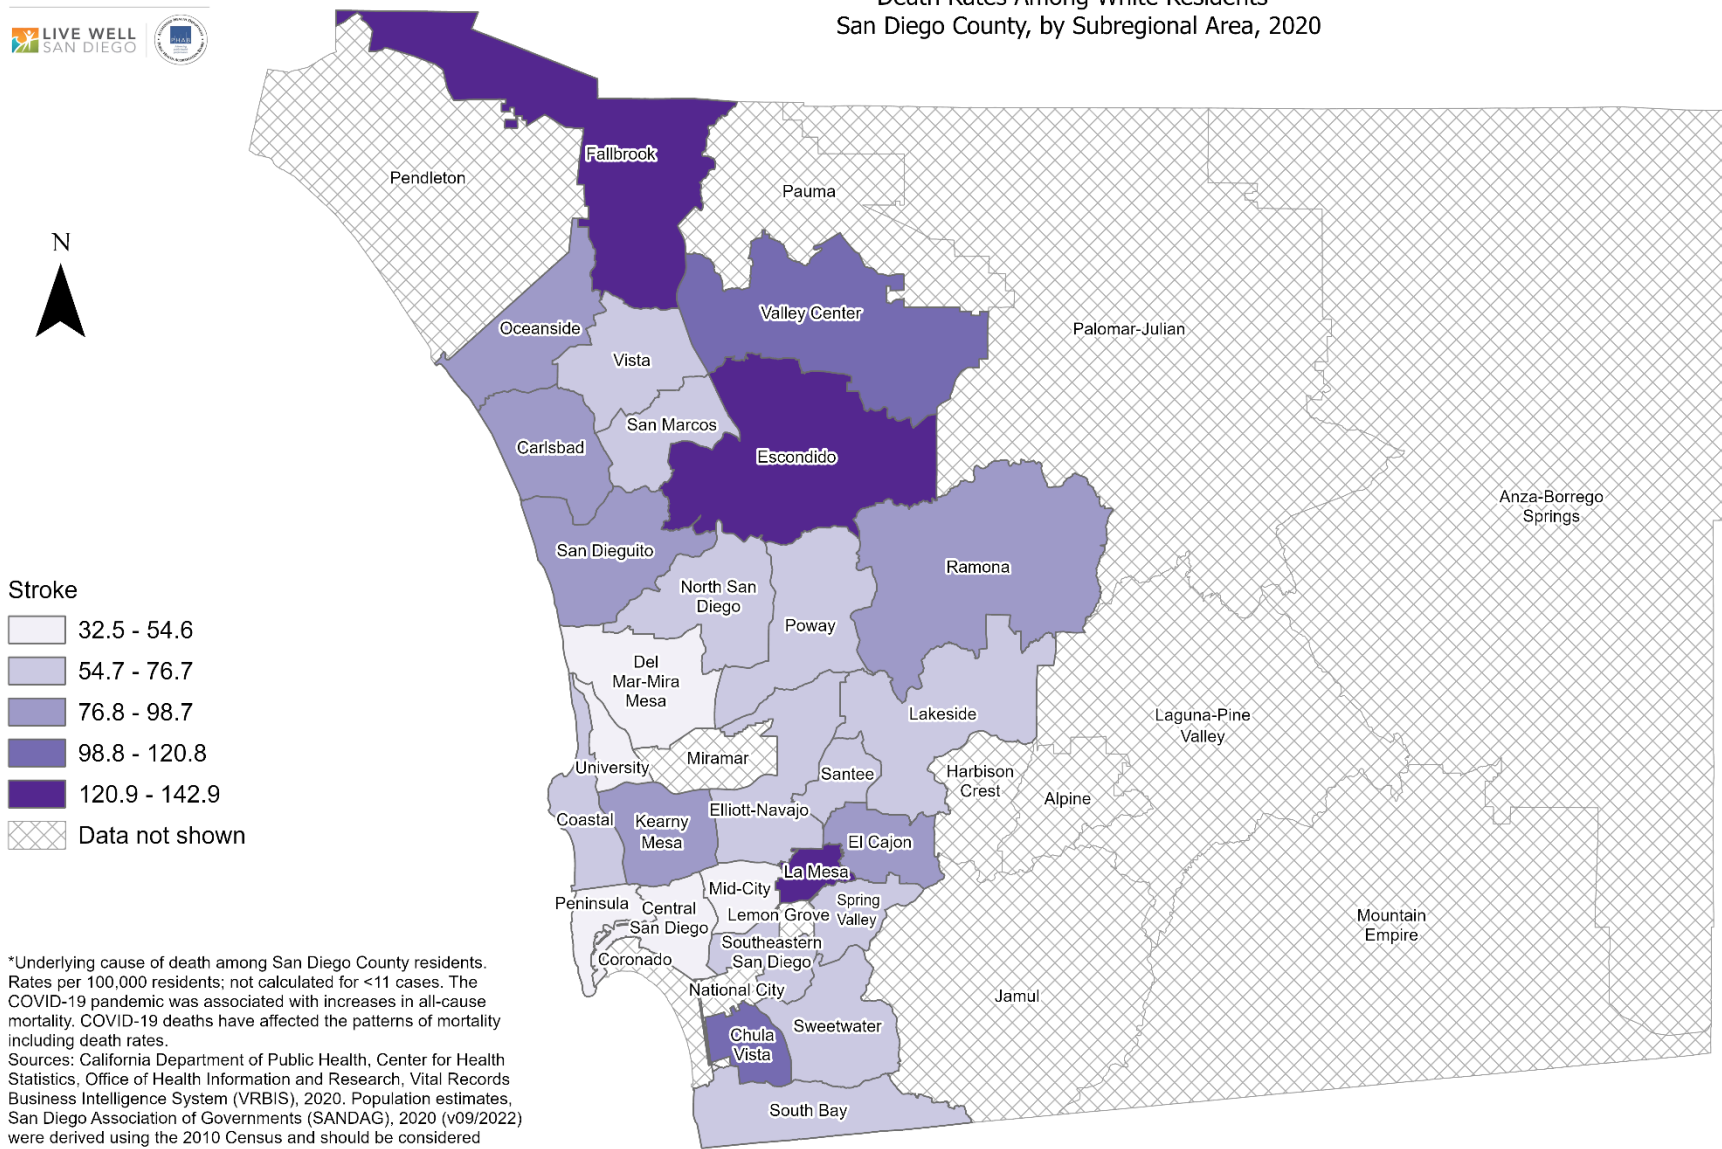 Death Rates Among White Residents
San Diego County, by Subregional Area, 2020
LIVE WELL
SAN DIEGO
PHAB
N
Pendleton
Fallbrook
Pauma
Oceanside
Vista
Valley Center
Palomar-Julian
San Marcos
Carlsbad
Escondido
Anza-Borrego
Springs
San Dieguito
North San
Diego
Poway
Ramona
Del
Mar-Mira
Mesa
Lakeside
Laguna-Pine
Valley
University
Miramar
Santee
Harbison
Crest
Alpine
Coastal
Kearny
Mesa
Elliott-Navajo
El Cajon
La Mesa
Mid-City
Peninsula
Central
San Diego
Lemon Grove
Spring
Valley
Southeastern
San Diego
Coronado
National City
Mountain
Empire
Jamul
Sweetwater
Chula
Vista
South Bay
Stroke
32.5 - 54.6
54.7 - 76.7
76.8 - 98.7
98.8 - 120.8
120.9 - 142.9
Data not shown
*Underlying cause of death among San Diego County residents.
Rates per 100,000 residents; not calculated for <11 cases. The
COVID-19 pandemic was associated with increases in all-cause
mortality. COVID-19 deaths have affected the patterns of mortality
including death rates.
Sources: California Department of Public Health, Center for Health
Statistics, Office of Health Information and Research, Vital Records
Business Intelligence System (VRBIS), 2020. Population estimates,
San Diego Association of Governments (SANDAG), 2020 (v09/2022)
were derived using the 2010 Census and should be considered